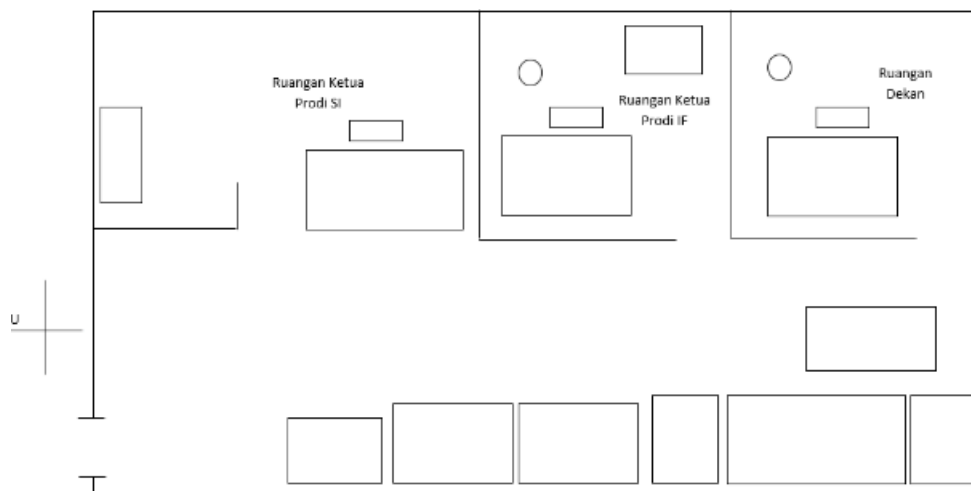 Ruangan Ketua
Prodi SI
Ruangan Ketua
Prodi IF
Ruangan
Dekan
U